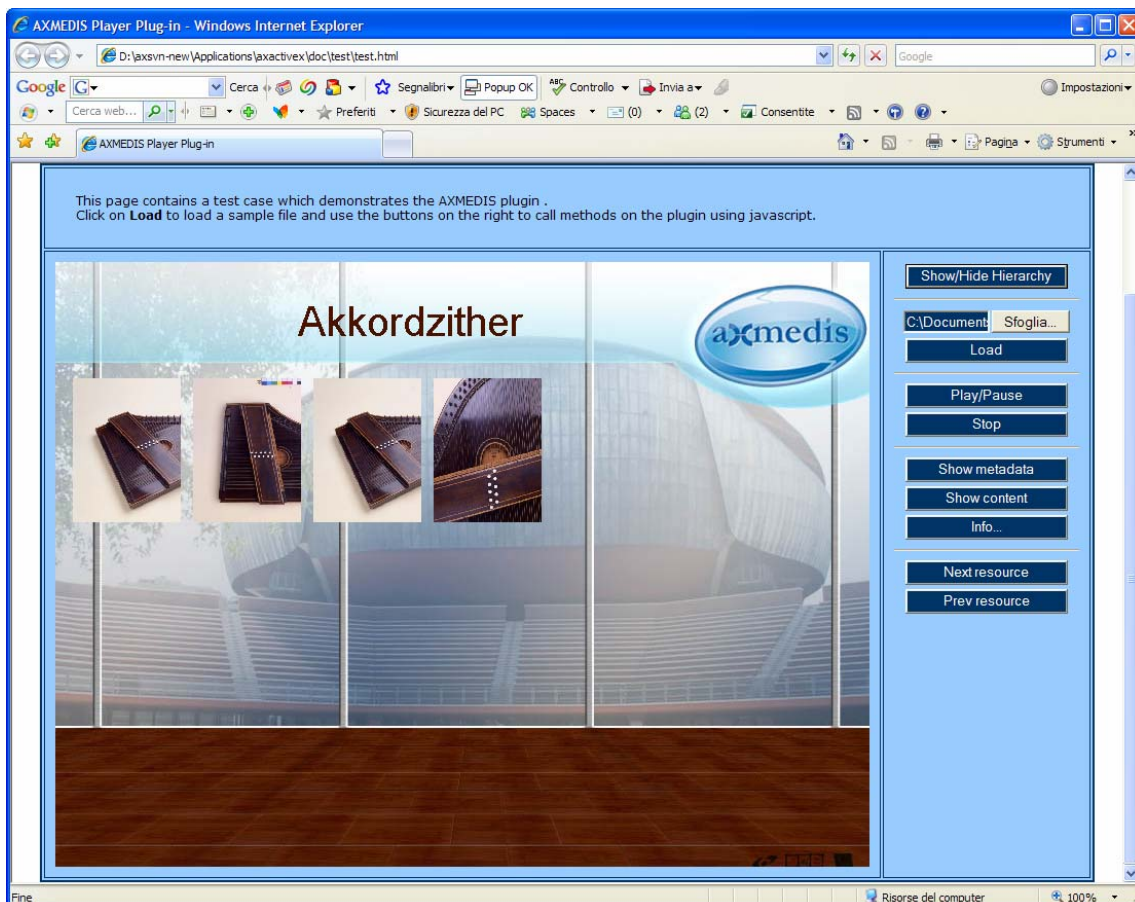 AXMEDIS Player Plug-in - Windows Internet Explorer
D:\axsvn-new\Applications\axactivex\doc\test\test.html
Google
Google G Cerca Segnalibri Popup OK ABC Controllo Invia a Impostazioni
Cerca web... Preferiti Sicurezza del PC Spaces (0) (2) Consentite
AXMEDIS Player Plug-in Pagina Strumenti »
This page contains a test case which demonstrates the AXMEDIS plugin .
Click on Load to load a sample file and use the buttons on the right to call methods on the plugin using javascript.
Akkordzither
axmedis
Show/Hide Hierarchy
C:\Document Sfoglia...
Load
Play/Pause
Stop
Show metadata
Show content
Info...
Next resource
Prev resource
Fine Risorse del computer 100%